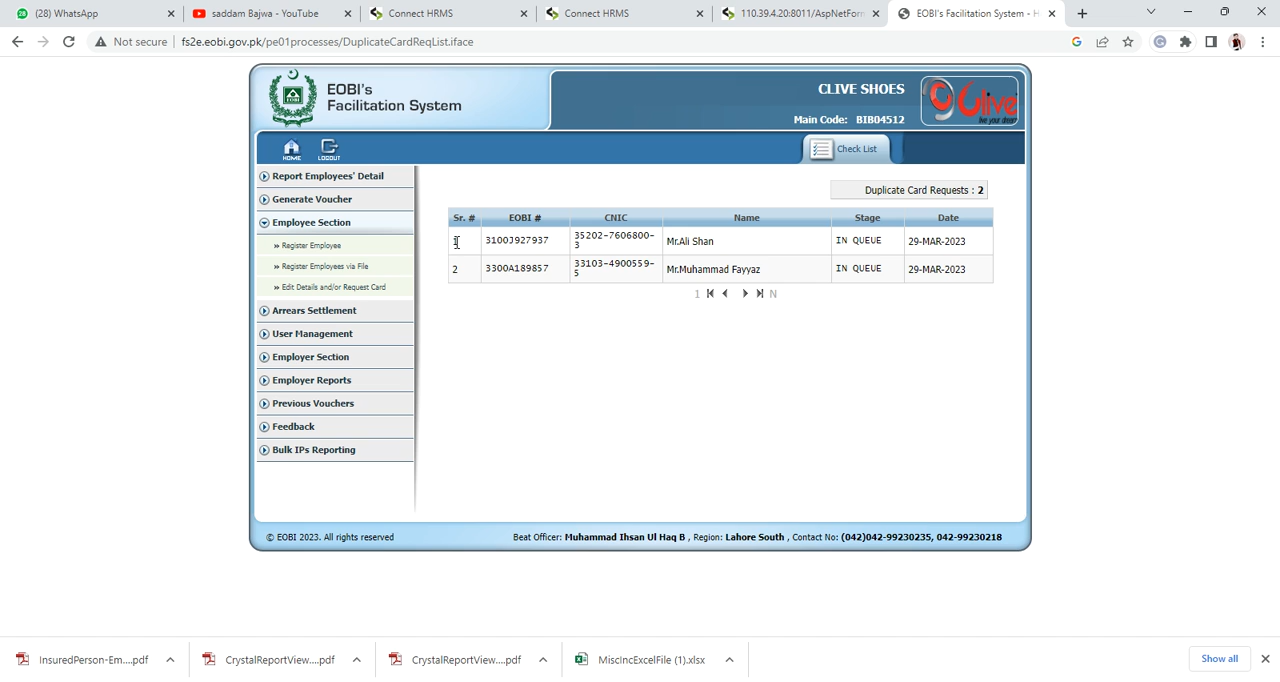 (28) WhatsApp
saddam Bajwa - YouTube
Connect HRMS
Connect HRMS
110.39.4.20:8011/AspNetForm
EOBI's Facilitation System - H
Not secure
fs2e.eobi.gov.pk/pe01processes/DuplicateCardReqList.iface
EOBI
EOBI's
Facilitation System
CLIVE SHOES
Main Code: BIB04512
Clive
live your dream
HOME
LOGOUT
Check List
Report Employees' Detail
Generate Voucher
Employee Section
» Register Employee
» Register Employees via File
» Edit Details and/or Request Card
Arrears Settlement
User Management
Employer Section
Employer Reports
Previous Vouchers
Feedback
Bulk IPs Reporting
Duplicate Card Requests : 2
Sr. # EOBI # CNIC Name Stage Date
1 3100J927937 35202-7606800-3 Mr.Ali Shan IN QUEUE 29-MAR-2023
2 3300A189857 33103-4900559-5 Mr.Muhammad Fayyaz IN QUEUE 29-MAR-2023
1 N
© EOBI 2023. All rights reserved
Beat Officer: Muhammad Ihsan Ul Haq B , Region: Lahore South , Contact No: (042)042-99230235, 042-99230218
InsuredPerson-Em....pdf
CrystalReportView....pdf
CrystalReportView....pdf
MiscIncExcelFile (1).xlsx
Show all